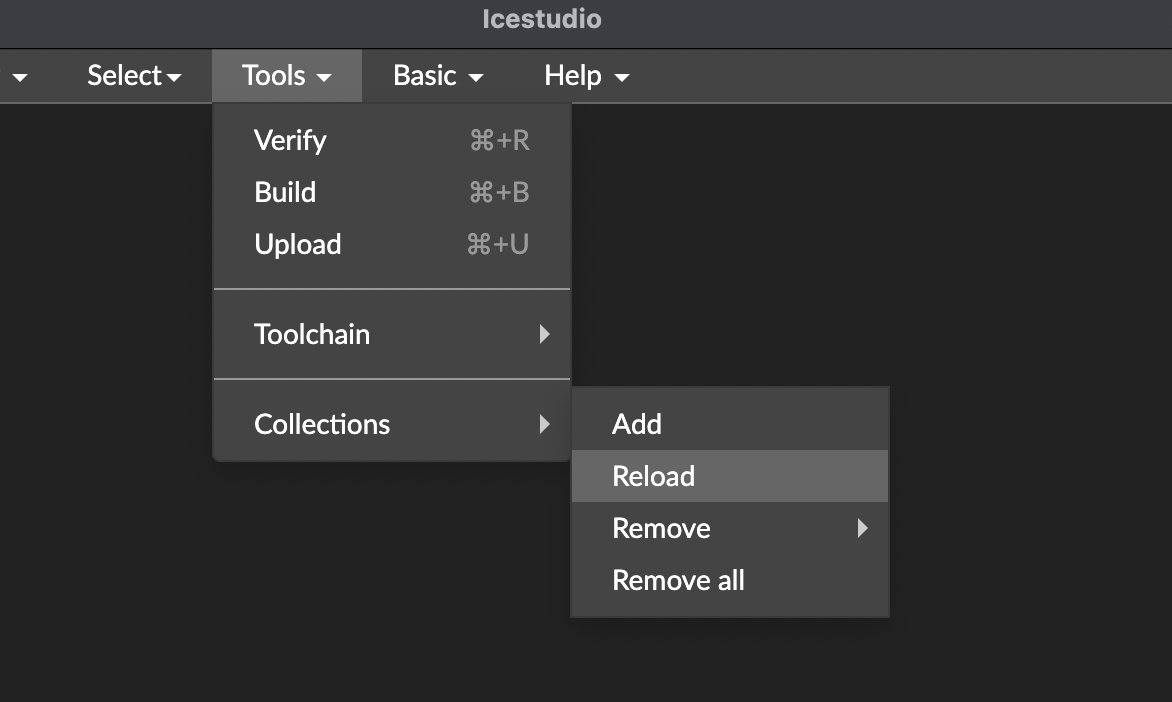 Icestudio
Select Tools Basic Help
Verify ⌘+R
Build ⌘+B
Upload ⌘+U
Toolchain
Collections Add
Reload
Remove
Remove all